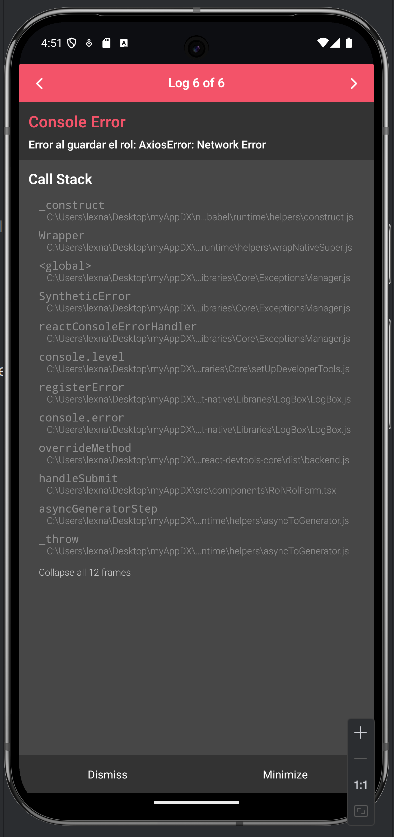 4:51
Log 6 of 6
Console Error
Error al guardar el rol: AxiosError: Network Error
Call Stack
_construct
C:\Users\lexna\Desktop\myAppDX\n...babel\runtime\helpers\construct.js
Wrapper
C:\Users\lexna\Desktop\myAppDX\...runtime\helpers\wrapNativeSuper.js
<global>
C:\Users\lexna\Desktop\myAppDX\...ibraries\Core\ExceptionsManager.js
SyntheticError
C:\Users\lexna\Desktop\myAppDX\...ibraries\Core\ExceptionsManager.js
reactConsoleErrorHandler
C:\Users\lexna\Desktop\myAppDX\...ibraries\Core\ExceptionsManager.js
console.level
C:\Users\lexna\Desktop\myAppDX\...raries\Core\setUpDeveloperTools.js
registerError
C:\Users\lexna\Desktop\myAppDX\...t-native\Libraries\LogBox\LogBox.js
console.error
C:\Users\lexna\Desktop\myAppDX\...t-native\Libraries\LogBox\LogBox.js
overrideMethod
C:\Users\lexna\Desktop\myAppDX\...react-devtools-core\dist\backend.js
handleSubmit
C:\Users\lexna\Desktop\myAppDX\src\components\Rol\RolForm.tsx
asyncGeneratorStep
C:\Users\lexna\Desktop\myAppDX\...ntime\helpers\asyncToGenerator.js
_throw
C:\Users\lexna\Desktop\myAppDX\...ntime\helpers\asyncToGenerator.js
Collapse all 12 frames
1:1
Dismiss
Minimize